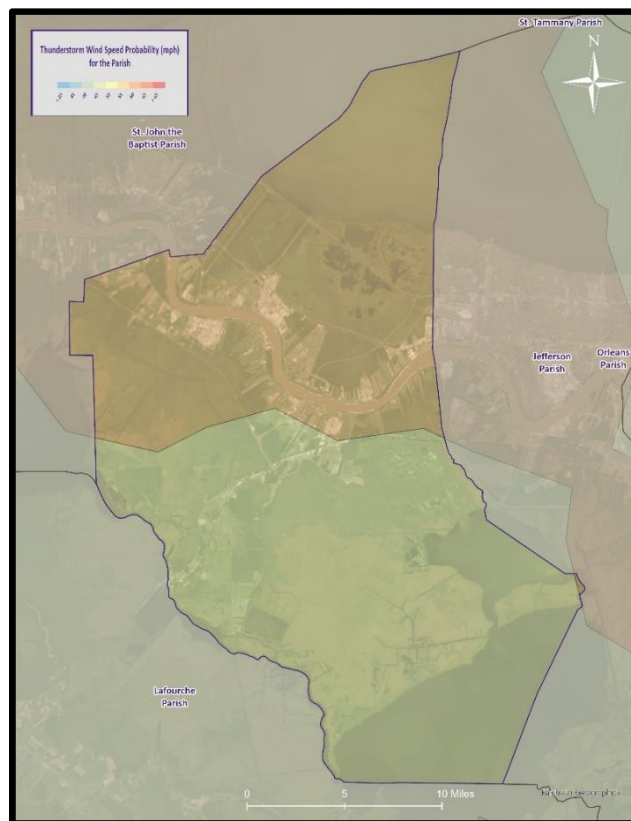 St. Tammany Parish
Thunderstorm Wind Speed Probability (mph)
for the Parish
N
St. John the
Baptist Parish
Jefferson
Parish
Orleans
Parish
Lafourche
Parish
0 5 10 Miles